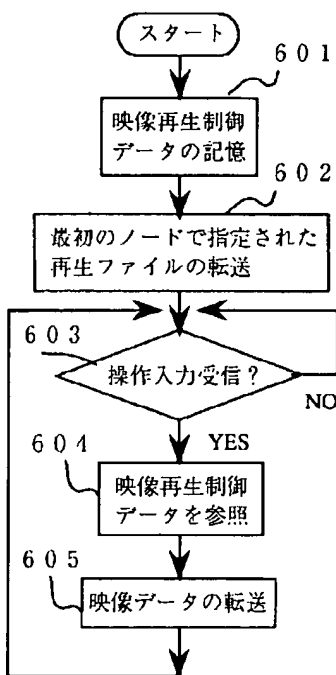 スタート
601
映像再生制御
データの記憶
602
最初のノードで指定された
再生ファイルの転送
603
操作入力受信？
NO
YES
604
映像再生制御
データを参照
605
映像データの転送